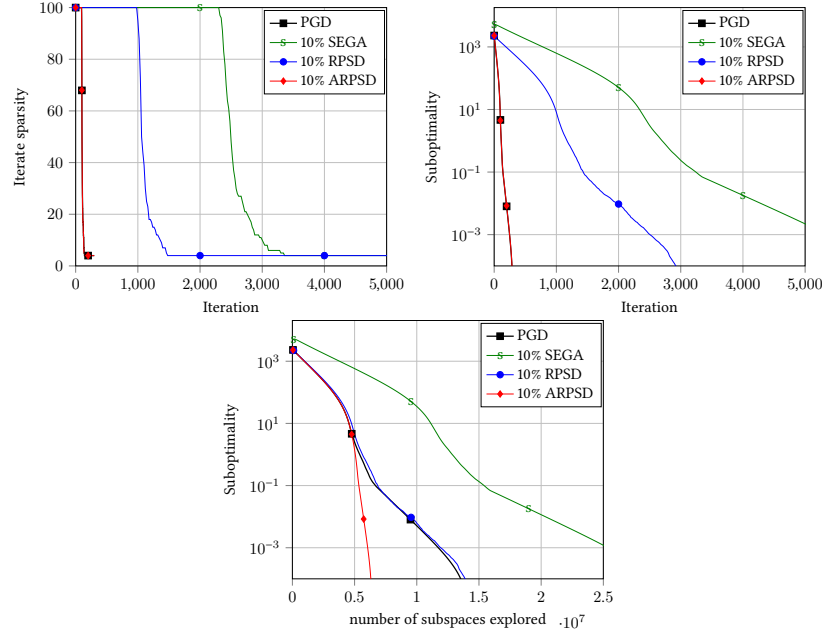 100
80
60
40
20
0
Iterate sparsity
0
1,000
2,000
3,000
4,000
5,000
Iteration
PGD
S 10% SEGA
10% RPSD
10% ARPSD
S
10^3
10^1
10^−1
10^−3
Suboptimality
0
1,000
2,000
3,000
4,000
5,000
Iteration
PGD
S 10% SEGA
10% RPSD
10% ARPSD
S
S
S
10^3
10^1
10^−1
10^−3
Suboptimality
0
0.5
1
1.5
2
2.5
number of subspaces explored ·10^7
PGD
S 10% SEGA
10% RPSD
10% ARPSD
S
S
S